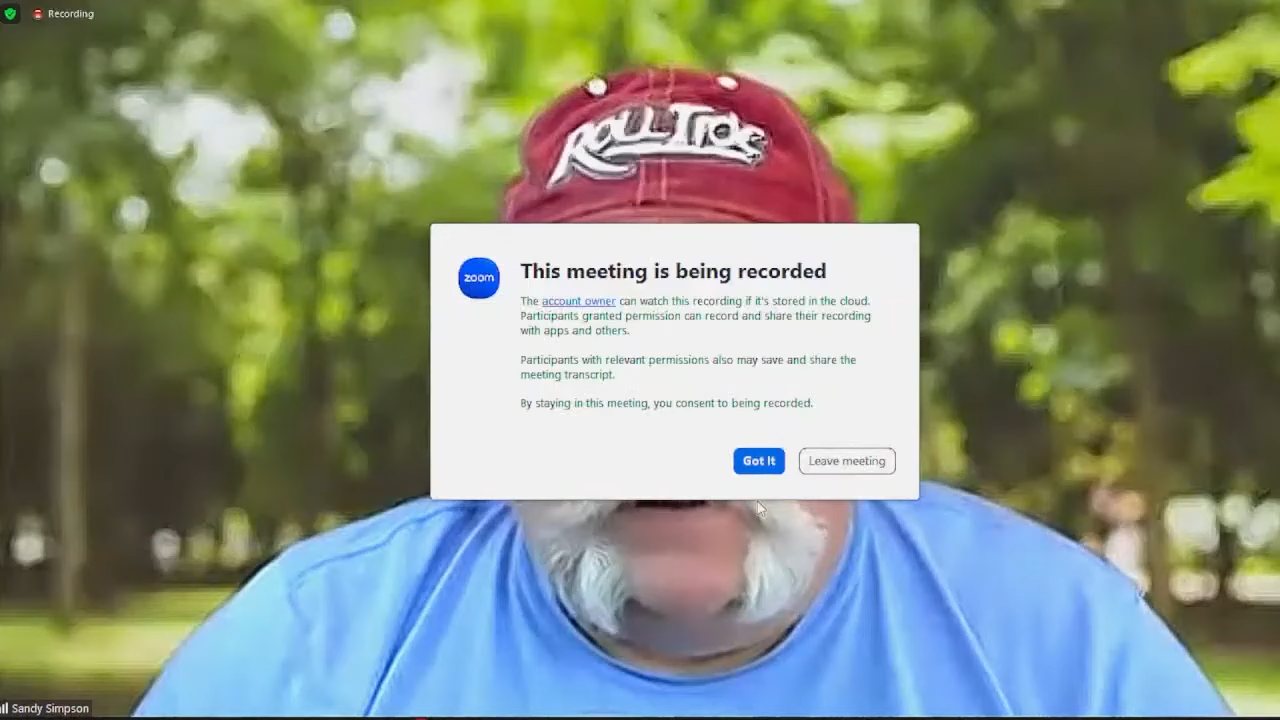 Recording
Roll Tide
zoom
This meeting is being recorded
The account owner can watch this recording if it's stored in the cloud.
Participants granted permission can record and share their recording
with apps and others.
Participants with relevant permissions also may save and share the
meeting transcript.
By staying in this meeting, you consent to being recorded.
Got It
Leave meeting
Sandy Simpson